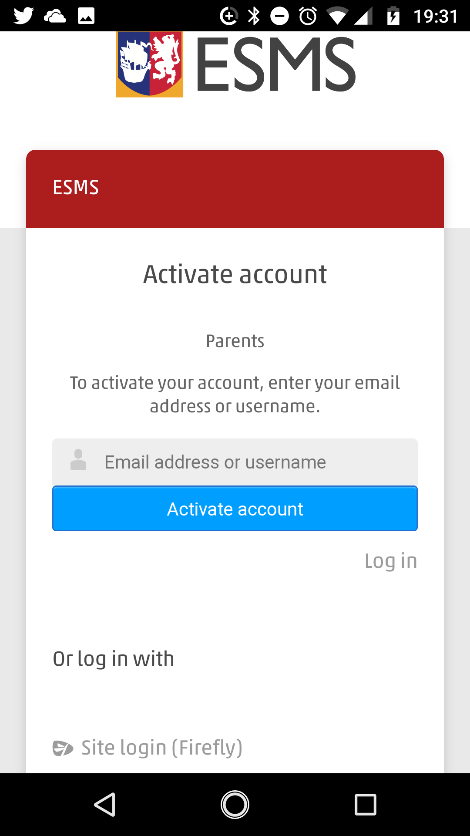 19:31
ESMS
ESMS
Activate account
Parents
To activate your account, enter your email
address or username.
Email address or username
Activate account
Log in
Or log in with
Site login (Firefly)